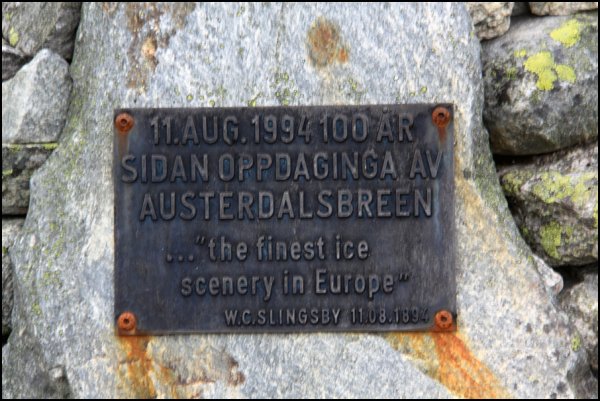 11.AUG.1994 100 ÅR
SIDAN OPPDAGINGA AV
AUSTERDALSBREEN
..."the finest ice
scenery in Europe"
W.C.SLINGSBY 11.08.1894